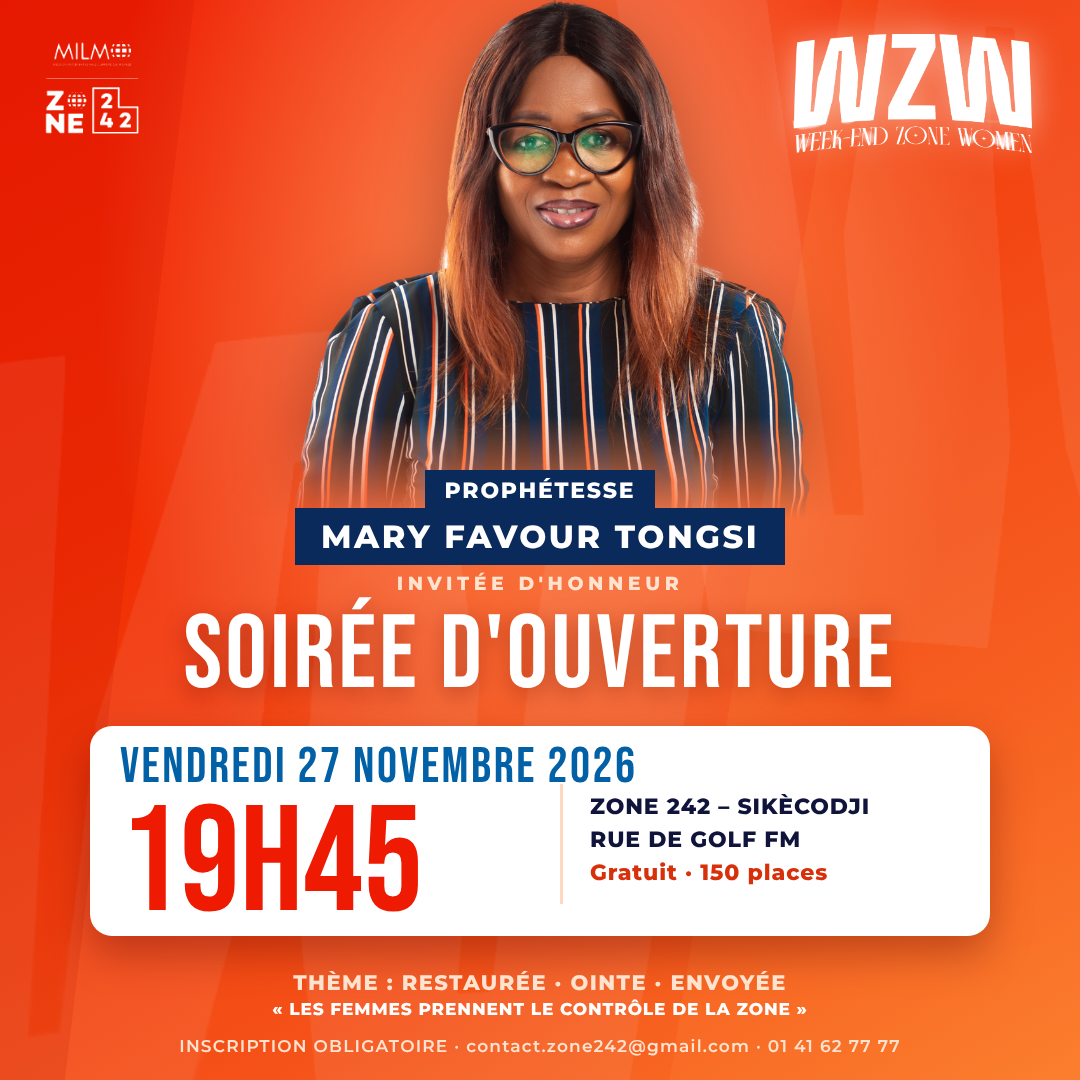 MILMO
ZONE 242
WZW
WEEK-END ZONE WOMEN
PROPHÉTESSE
MARY FAVOUR TONGSI
INVITÉE D'HONNEUR
SOIRÉE D'OUVERTURE
VENDREDI 27 NOVEMBRE 2026
19H45
ZONE 242 – SIKÈCODJI
RUE DE GOLF FM
Gratuit · 150 places
THÈME : RESTAURÉE · OINTE · ENVOYÉE
« LES FEMMES PRENNENT LE CONTRÔLE DE LA ZONE »
INSCRIPTION OBLIGATOIRE · contact.zone242@gmail.com · 01 41 62 77 77